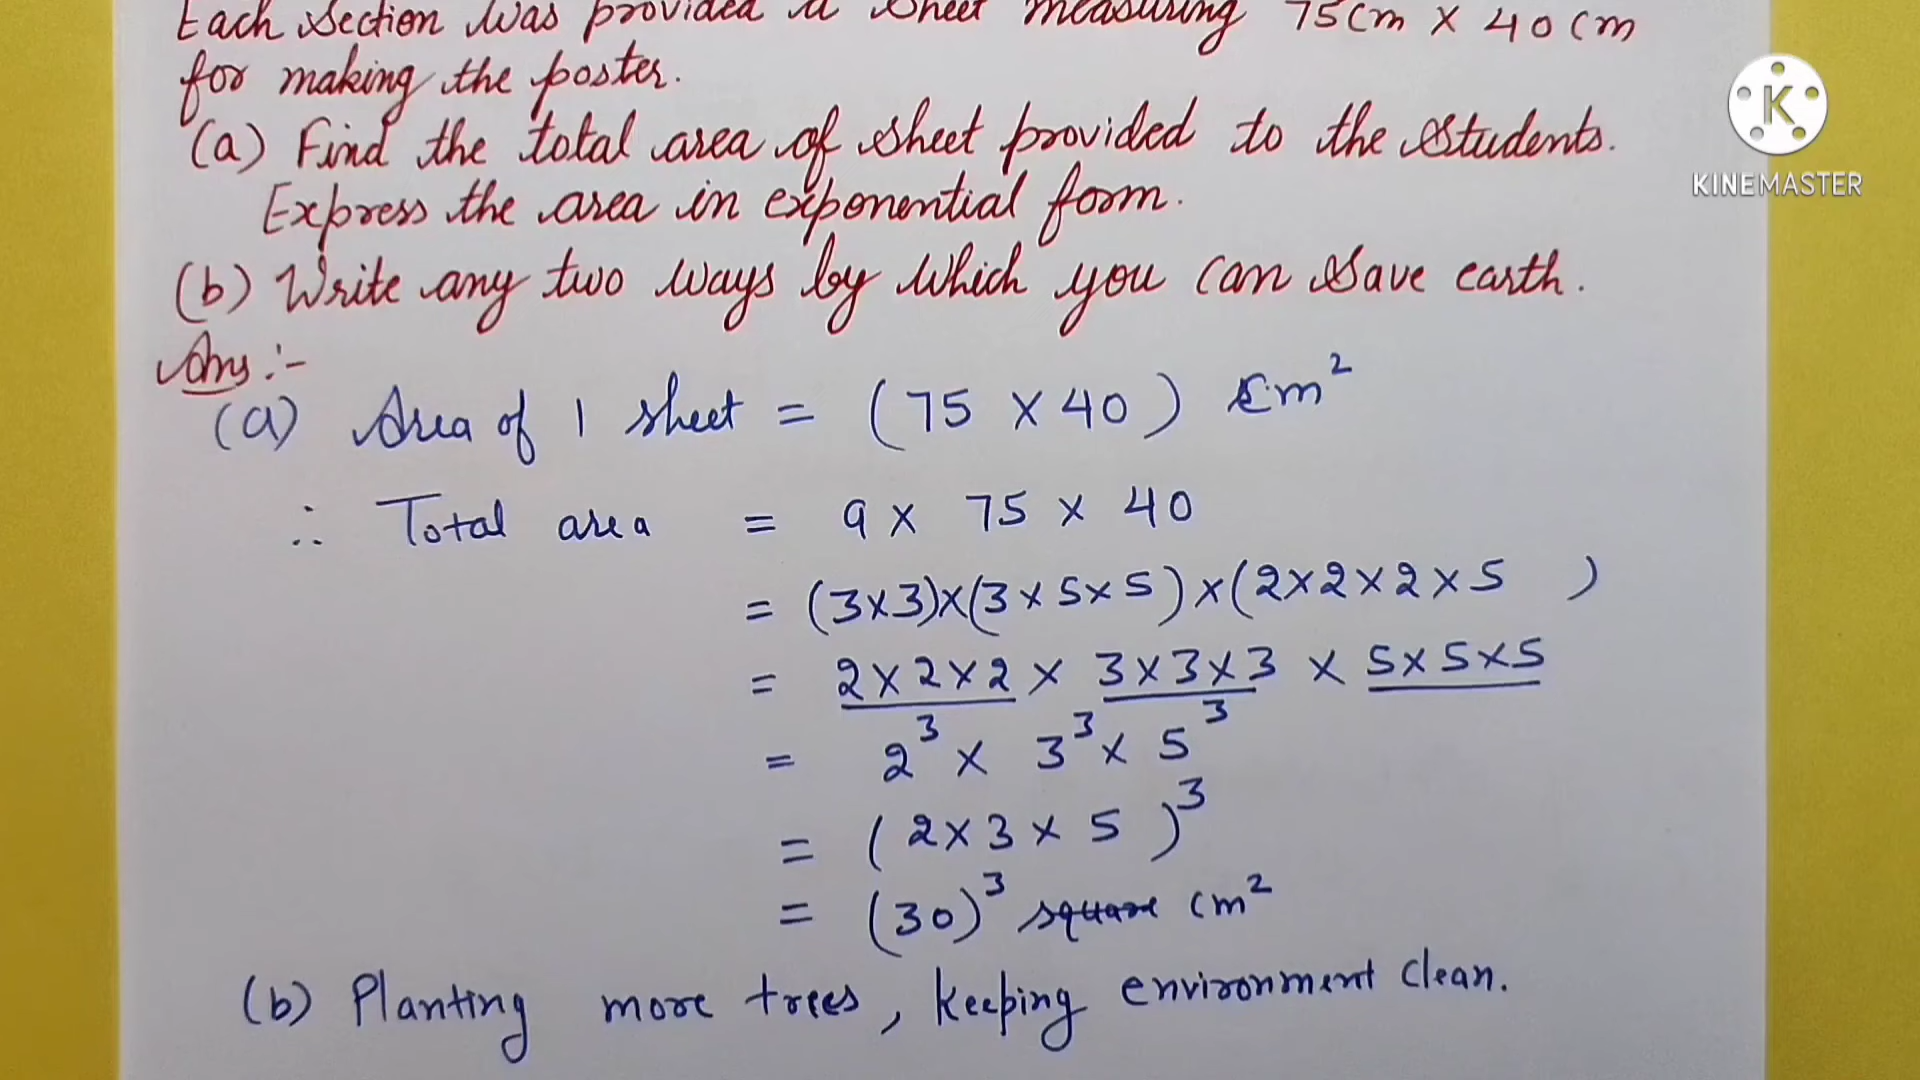 Each Section was provided a sheet measuring 75cm × 40cm
for making the poster.
(a) Find the total area of sheet provided to the students.
Express the area in exponential form.
(b) Write any two ways by which you can save earth.
Ans:-
(a) Area of 1 sheet = (75 × 40) cm²
∴ Total area = 9 × 75 × 40
= (3×3)×(3×5×5)×(2×2×2×5 )
= 2×2×2 × 3×3×3 × 5×5×5
= 2³ × 3³ × 5³
= (2×3×5)³
= (30)³ square cm²
(b) Planting more trees, keeping environment clean.
K
KINEMASTER